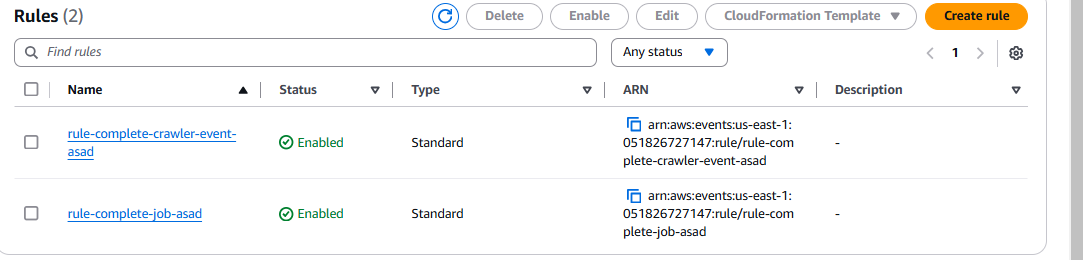 Rules (2)
Delete
Enable
Edit
CloudFormation Template
Create rule
Find rules
Any status
1
Name
Status
Type
ARN
Description
rule-complete-crawler-event-
asad
Enabled
Standard
arn:aws:events:us-east-1:
051826727147:rule/rule-com
plete-crawler-event-asad
-
rule-complete-job-asad
Enabled
Standard
arn:aws:events:us-east-1:
051826727147:rule/rule-com
plete-job-asad
-